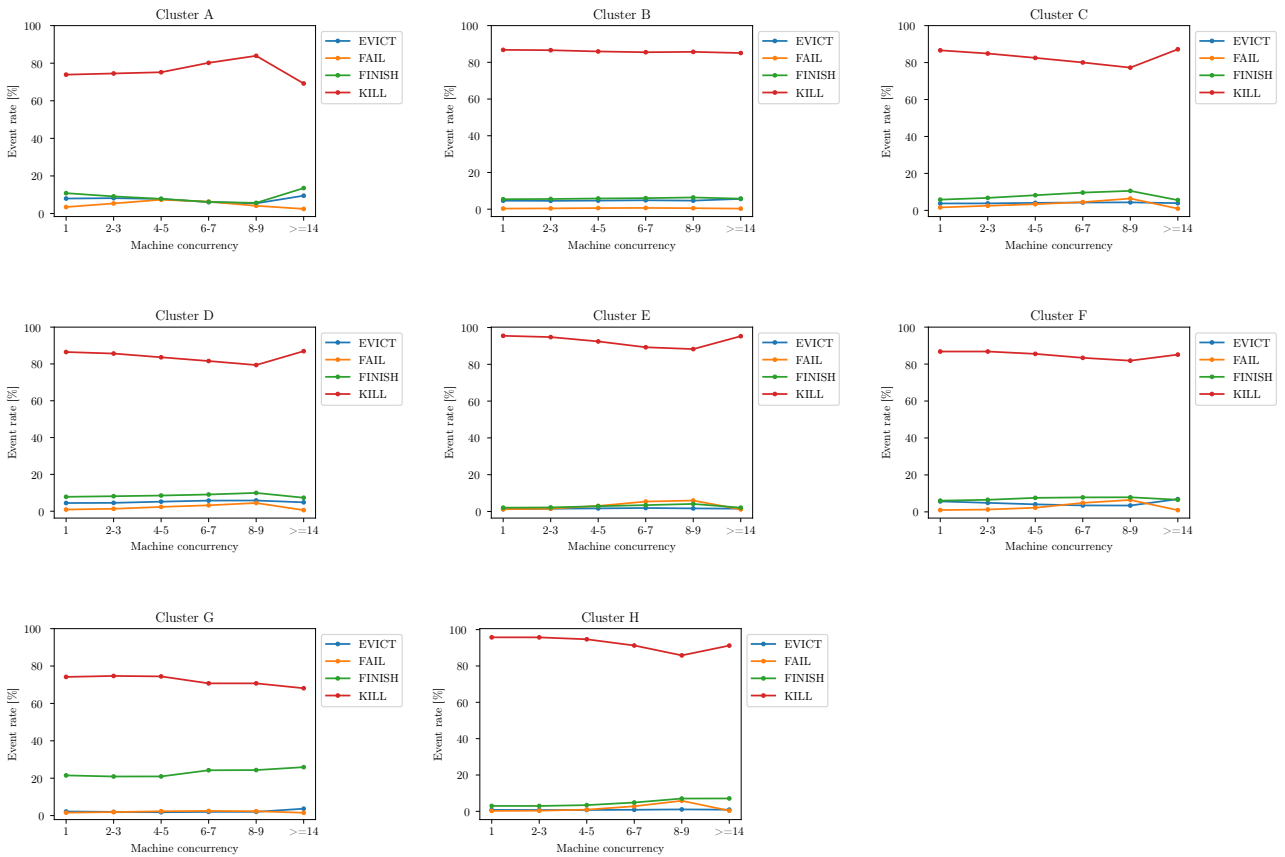 Cluster A
100
80
60
40
20
0
Event rate [%]
1 2-3 4-5 6-7 8-9 >=14
Machine concurrency
EVICT
FAIL
FINISH
KILL
Cluster B
100
80
60
40
20
0
Event rate [%]
1 2-3 4-5 6-7 8-9 >=14
Machine concurrency
EVICT
FAIL
FINISH
KILL
Cluster C
100
80
60
40
20
0
Event rate [%]
1 2-3 4-5 6-7 8-9 >=14
Machine concurrency
EVICT
FAIL
FINISH
KILL
Cluster D
100
80
60
40
20
0
Event rate [%]
1 2-3 4-5 6-7 8-9 >=14
Machine concurrency
EVICT
FAIL
FINISH
KILL
Cluster E
100
80
60
40
20
0
Event rate [%]
1 2-3 4-5 6-7 8-9 >=14
Machine concurrency
EVICT
FAIL
FINISH
KILL
Cluster F
100
80
60
40
20
0
Event rate [%]
1 2-3 4-5 6-7 8-9 >=14
Machine concurrency
EVICT
FAIL
FINISH
KILL
Cluster G
100
80
60
40
20
0
Event rate [%]
1 2-3 4-5 6-7 8-9 >=14
Machine concurrency
EVICT
FAIL
FINISH
KILL
Cluster H
100
80
60
40
20
0
Event rate [%]
1 2-3 4-5 6-7 8-9 >=14
Machine concurrency
EVICT
FAIL
FINISH
KILL